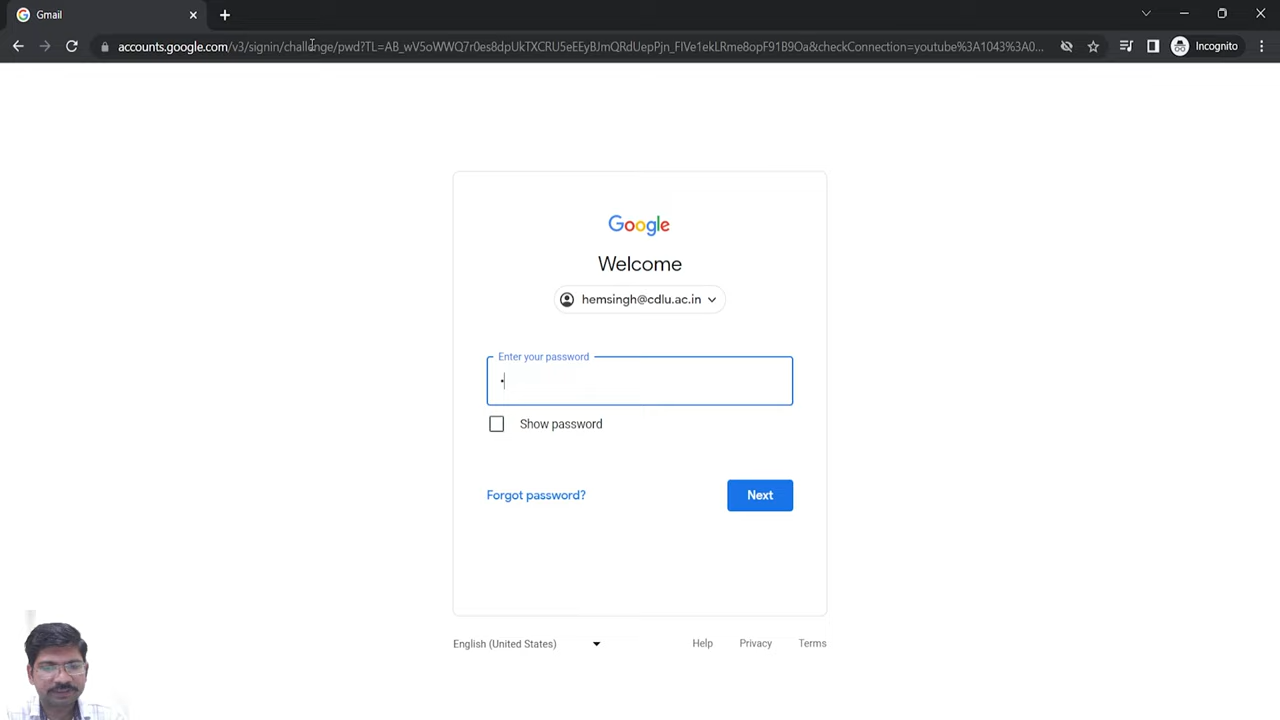 Gmail
accounts.google.com/v3/signin/challenge/pwd?TL=AB_wV5oWWQ7r0es8dpUkTXCRU5eEEyBJmQRdUepPjn_FIVe1ekLRme8opF91B9Oa&checkConnection=youtube%3A1043%3A0...
Incognito
Google
Welcome
hemsingh@cdlu.ac.in
Enter your password
Show password
Forgot password?
Next
English (United States)
Help
Privacy
Terms